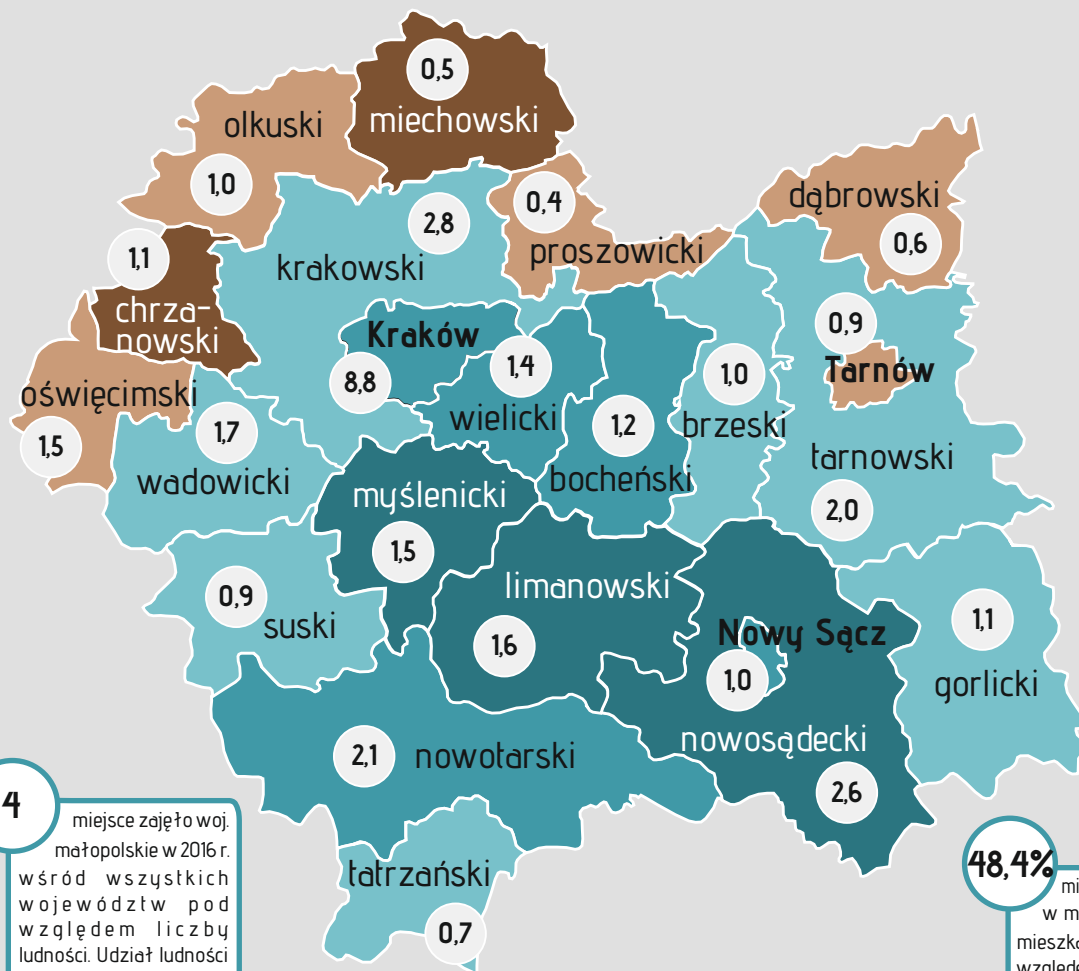 0,5
miechowski
olkuski
1,0
0,4
proszowicki
dąbrowski
0,6
2,8
krakowski
1,1
chrza-
nowski
Kraków
8,8
1,4
wielicki
0,9
Tarnów
1,0
brzeski
oświęcimski
1,5
1,7
wadowicki
1,2
bocheński
tarnowski
2,0
myślenicki
1,5
limanowski
1,6
0,9
suski
Nowy Sącz
1,0
1,1
gorlicki
nowosądecki
2,6
2,1
nowotarski
tatrzański
0,7
4
miejsce zajęło woj.
małopolskie w 2016 r.
wśród wszystkich
województw pod
względem liczby
ludności. Udział ludności
48,4%
w